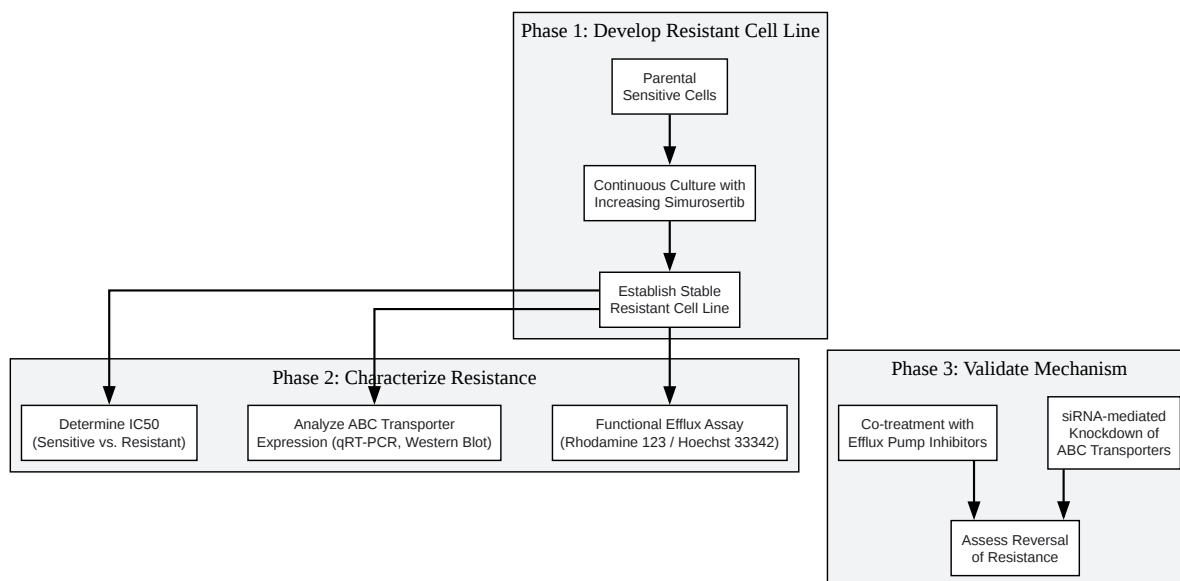 Phase 1: Develop Resistant Cell Line
Parental
Sensitive Cells
Continuous Culture with
Increasing Simurosertib
Establish Stable
Resistant Cell Line
Phase 2: Characterize Resistance
Determine IC50
(Sensitive vs. Resistant)
Analyze ABC Transporter
Expression (qRT-PCR, Western Blot)
Functional Efflux Assay
(Rhodamine 123 / Hoechst 33342)
Phase 3: Validate Mechanism
Co-treatment with
Efflux Pump Inhibitors
siRNA-mediated
Knockdown of
ABC Transporters
Assess Reversal
of Resistance